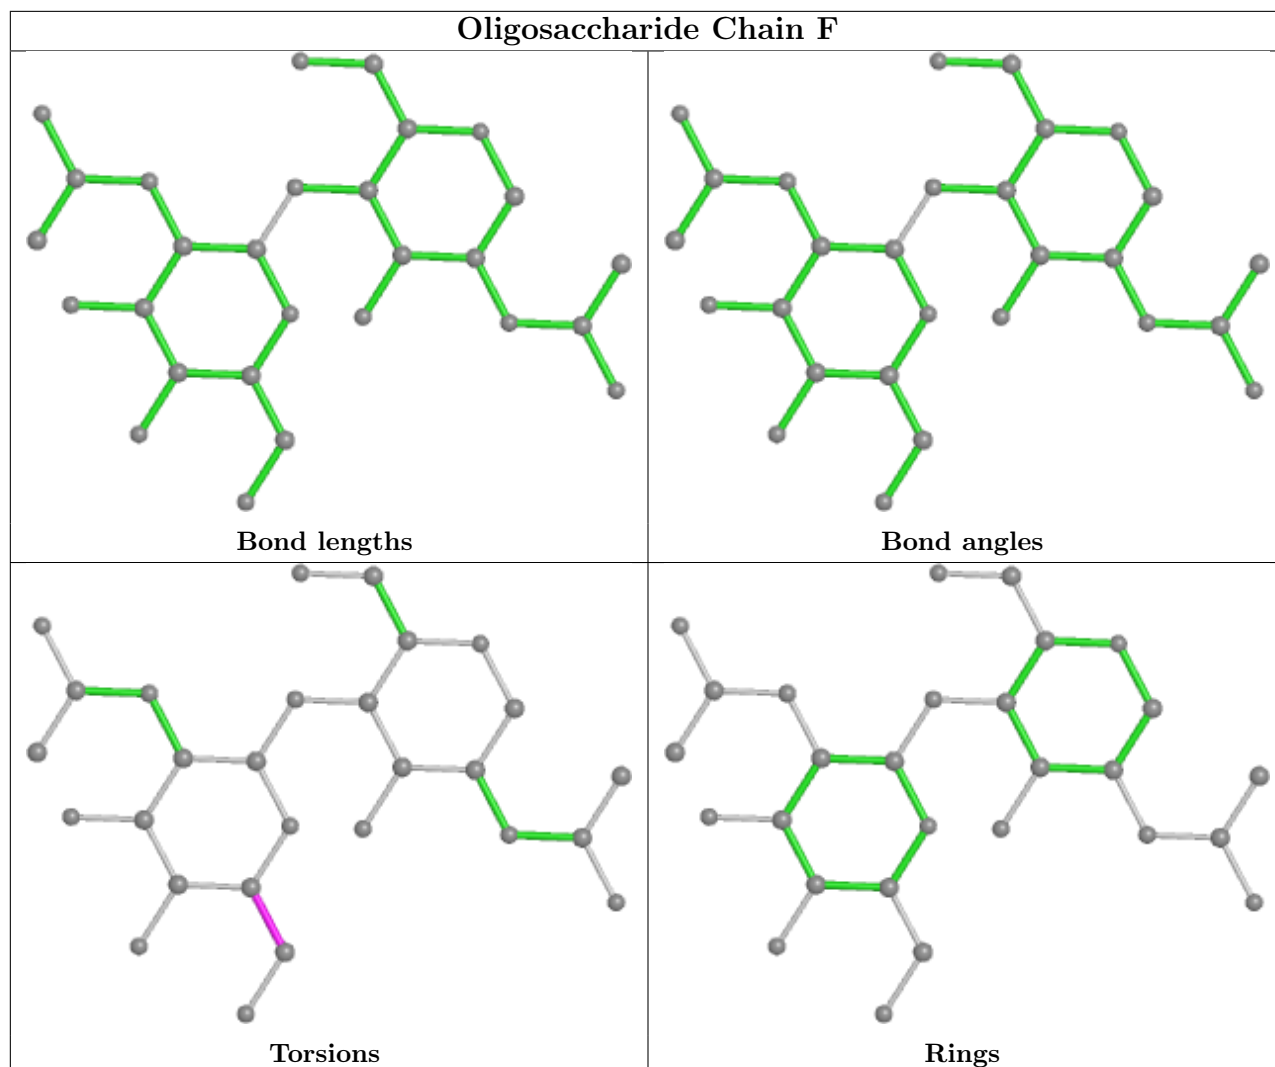 Oligosaccharide Chain F
Bond lengths
Bond angles
Torsions
Rings